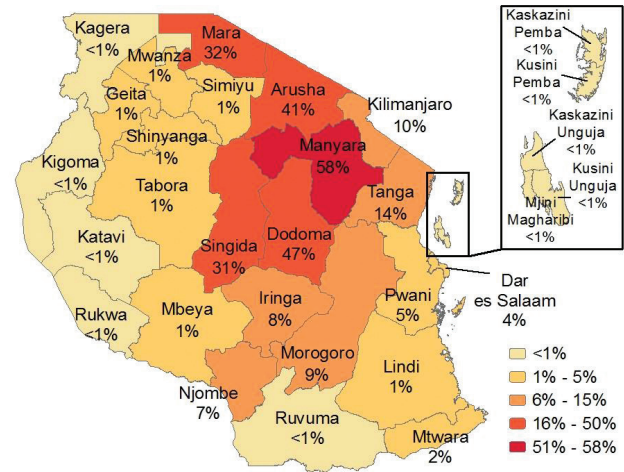 Kagera
<1%
Mara
32%
Mwanza
1%
Geita
1%
Simiyu
1%
Arusha
41%
Kilimanjaro
10%
Shinyanga
1%
Manyara
58%
Kigoma
<1%
Tabora
1%
Tanga
14%
Katavi
<1%
Singida
31%
Dodoma
47%
Rukwa
<1%
Mbeya
1%
Iringa
8%
Pwani
5%
Dar
es Salaam
4%
Njombe
7%
Morogoro
9%
Lindi
1%
Ruvuma
<1%
Mtwara
2%
Kaskazini
Pemba
<1%
Kusini
Pemba
<1%
Kaskazini
Unguja
<1%
Kusini
Unguja
<1%
Mjini
Magharibi
<1%
<1%
1% - 5%
6% - 15%
16% - 50%
51% - 58%